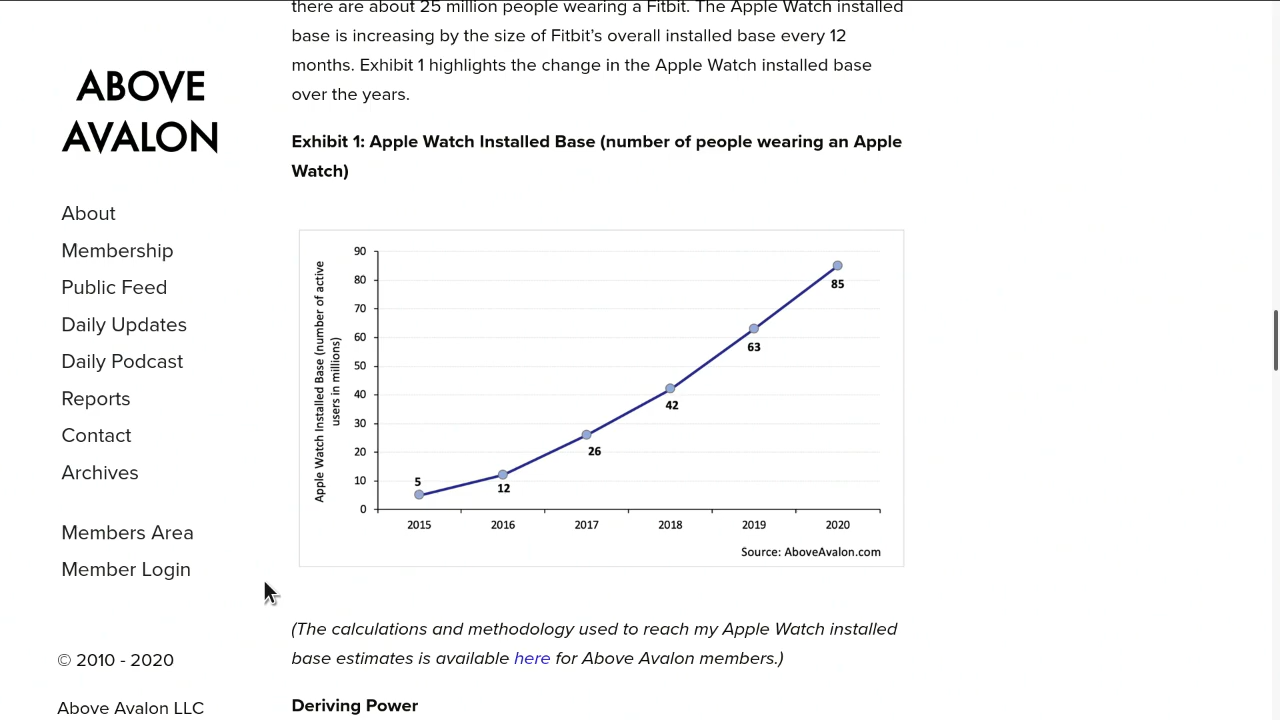 there are about 25 million people wearing a Fitbit. The Apple Watch installed
base is increasing by the size of Fitbit's overall installed base every 12
months. Exhibit 1 highlights the change in the Apple Watch installed base
over the years.
ABOVE
AVALON
Exhibit 1: Apple Watch Installed Base (number of people wearing an Apple
Watch)
About
Membership
Public Feed
Daily Updates
Daily Podcast
Reports
Contact
Archives
Members Area
Member Login
© 2010 - 2020
Above Avalon LLC
Apple Watch Installed Base (number of active
users in millions)
90
80
70
60
50
40
30
20
10
0
5
12
26
42
63
85
2015 2016 2017 2018 2019 2020
Source: AboveAvalon.com
(The calculations and methodology used to reach my Apple Watch installed
base estimates is available here for Above Avalon members.)
Deriving Power